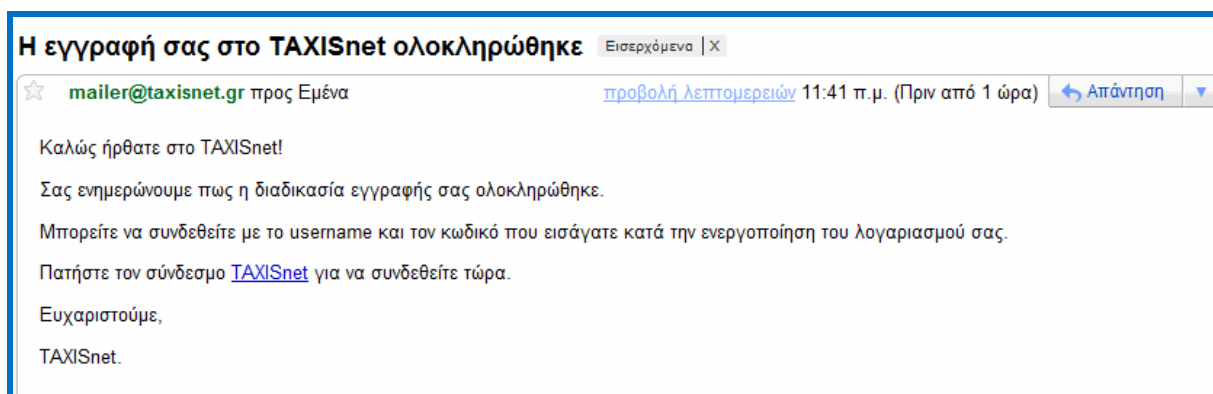 Η εγγραφή σας στο TAXISnet ολοκληρώθηκε Εισερχόμενα | X
mailer@taxisnet.gr προς Εμένα προβολή λεπτομερειών 11:41 π.μ. (Πριν από 1 ώρα) Απάντηση
Καλώς ήρθατε στο TAXISnet!
Σας ενημερώνουμε πως η διαδικασία εγγραφής σας ολοκληρώθηκε.
Μπορείτε να συνδεθείτε με το username και τον κωδικό που εισάγατε κατά την ενεργοποίηση του λογαριασμού σας.
Πατήστε τον σύνδεσμο TAXISnet για να συνδεθείτε τώρα.
Ευχαριστούμε,
TAXISnet.